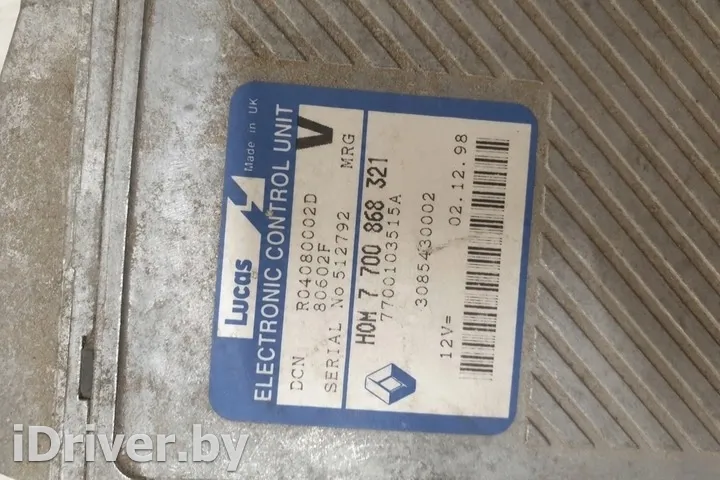 Lucas
Made in UK
ELECTRONIC CONTROL UNIT
DCN R04080002D
80602F
V
SERIAL No 512792 MRG
HOM 7 700 868 321
7700103515A
3085430002
12V= 02.12.98
iDriver.by